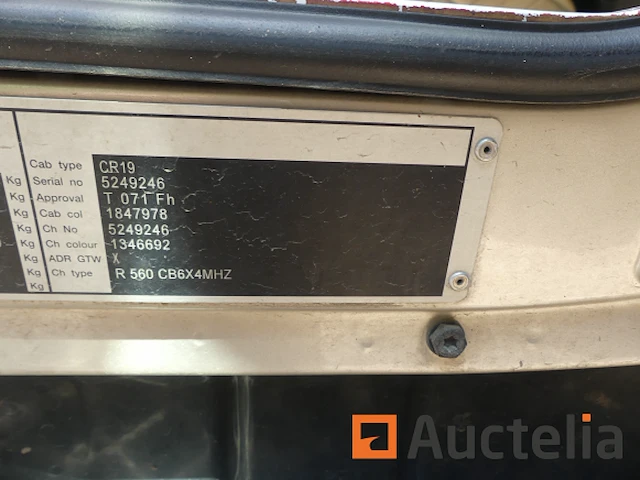 Cab type CR19
Kg Serial no 5249246
Kg Approval T 071 Fh
Kg Cab col 1847978
Kg Ch No 5249246
Kg Ch colour 1346692
Kg ADR GTW X
Kg Ch type R 560 CB6X4MHZ
Kg
Auctelia